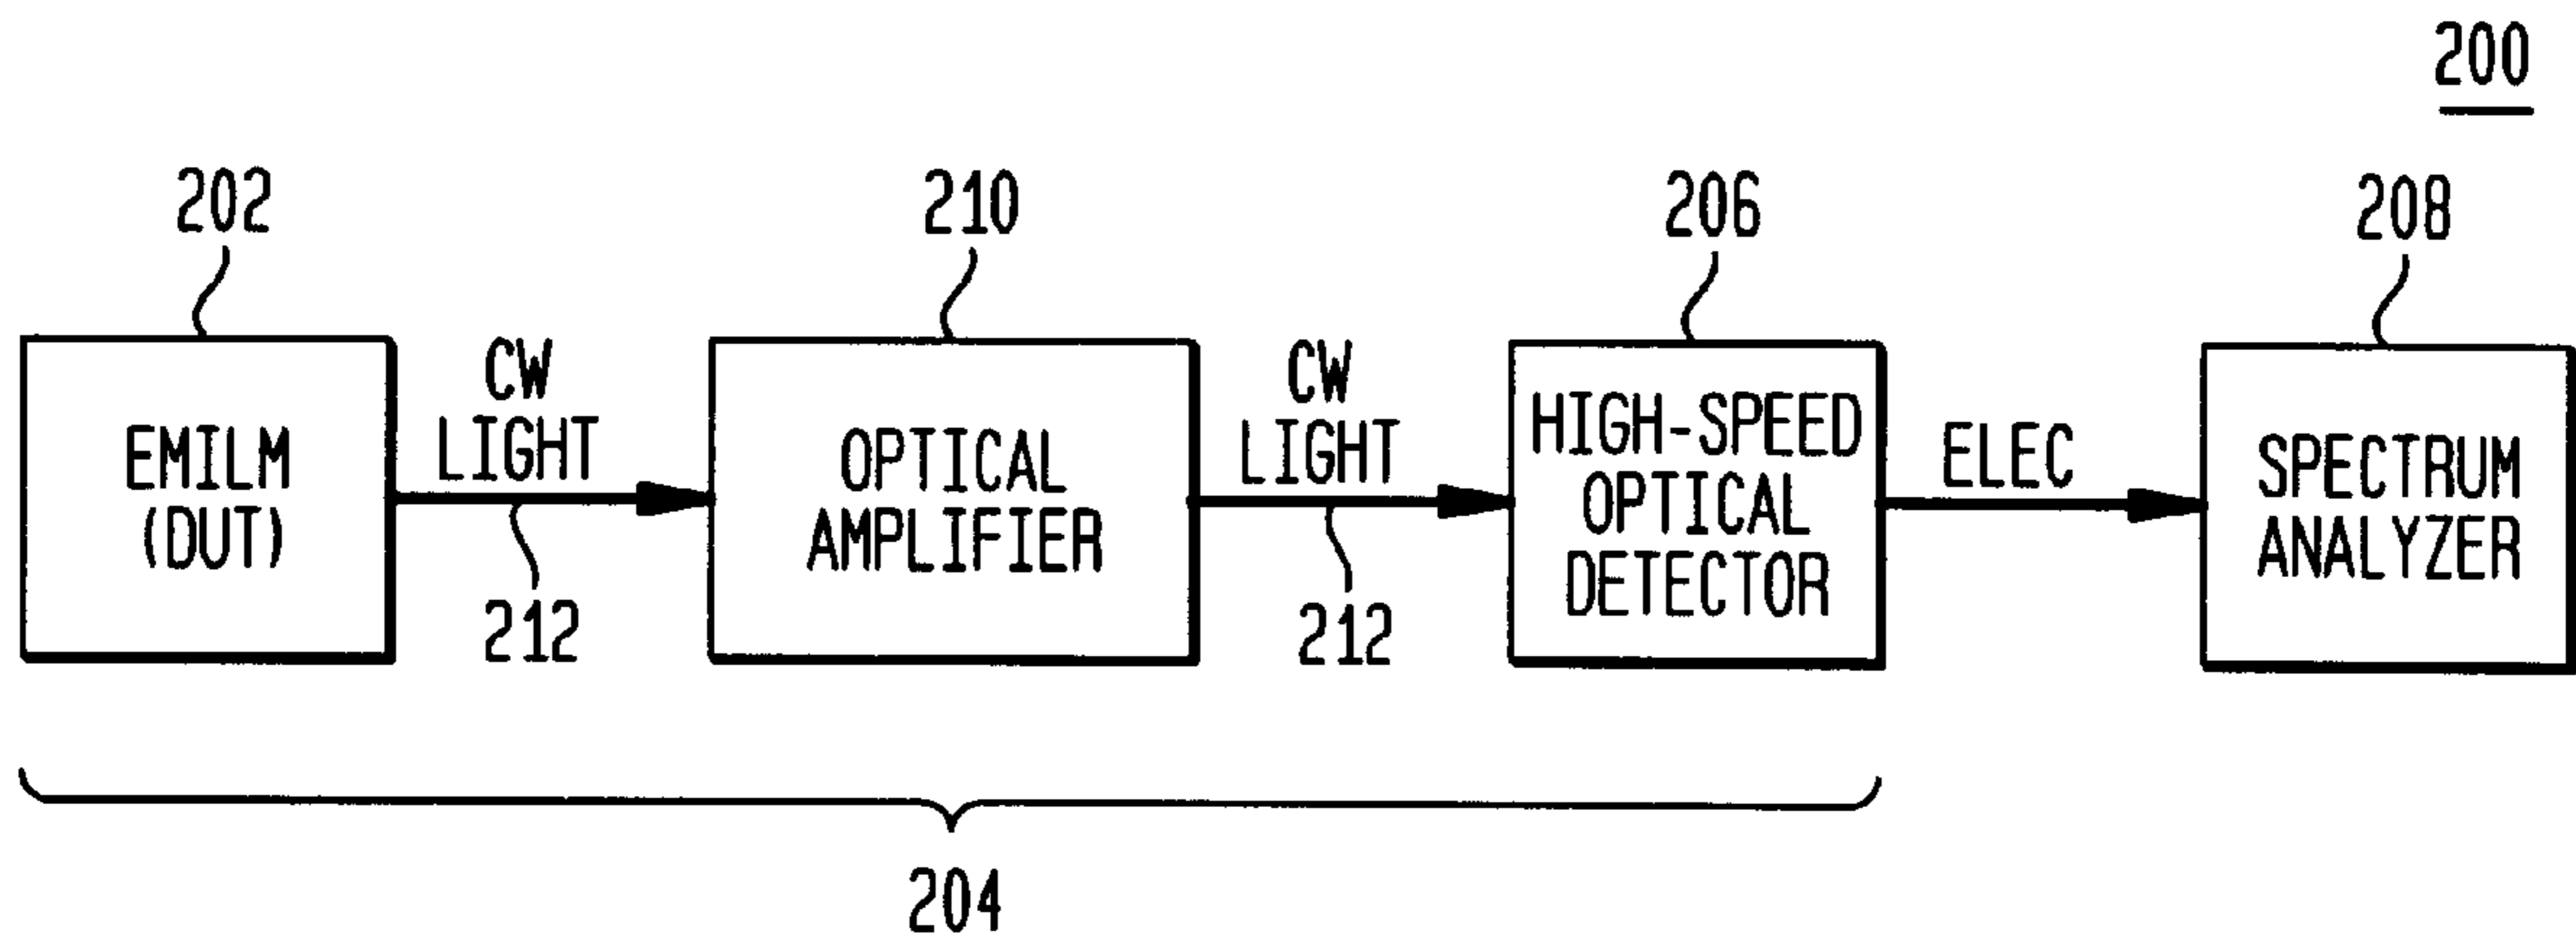 200
202
210
206
208
EMILM
(DUT)
CW
LIGHT
212
OPTICAL
AMPLIFIER
CW
LIGHT
212
HIGH-SPEED
OPTICAL
DETECTOR
ELEC
SPECTRUM
ANALYZER
204